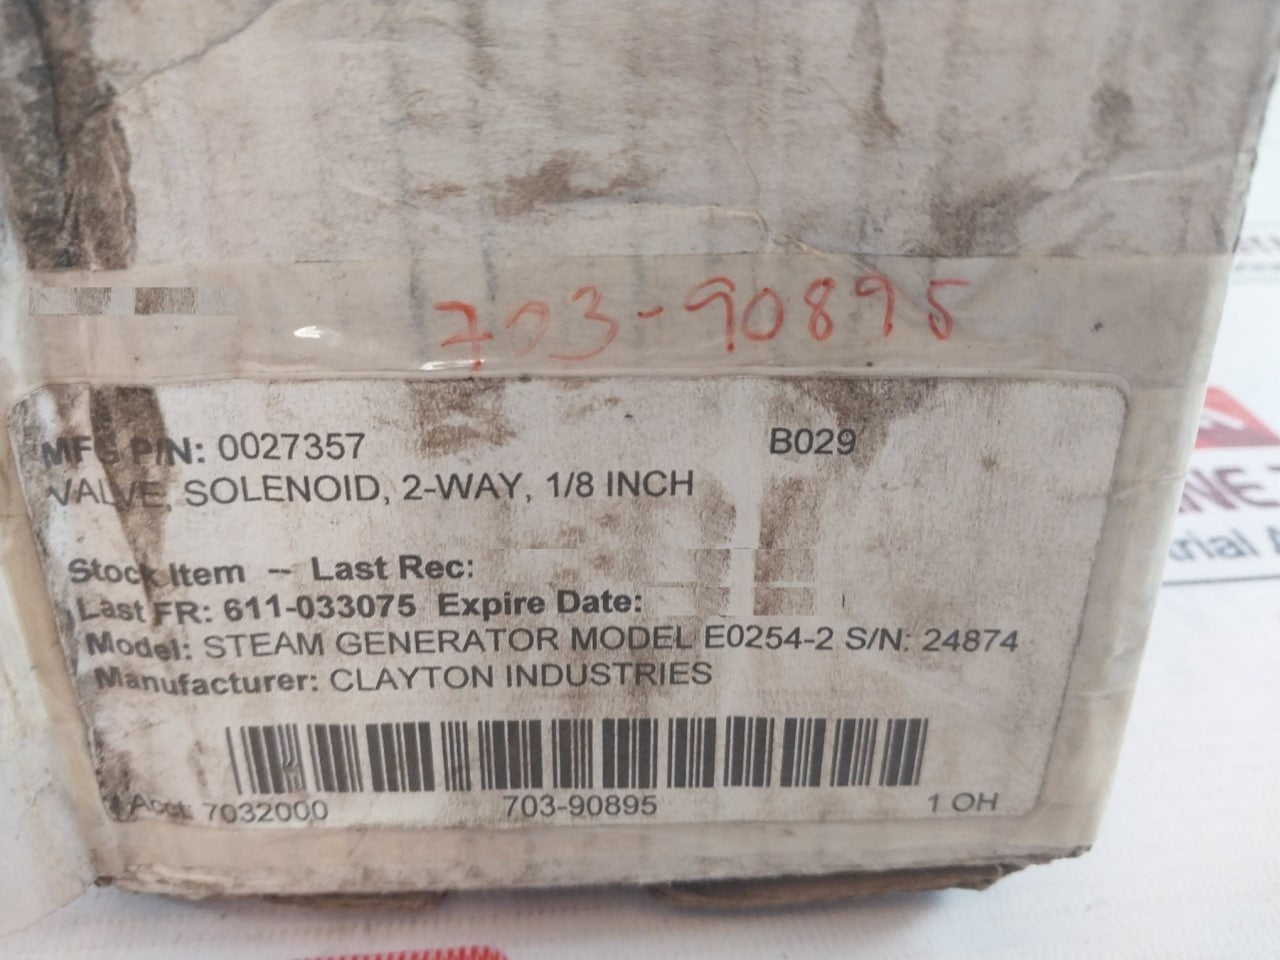 703-90895
MFG P/N: 0027357 B029
VALVE, SOLENOID, 2-WAY, 1/8 INCH
Stock Item -- Last Rec:
Last FR: 611-033075 Expire Date:
Model: STEAM GENERATOR MODEL E0254-2 S/N: 24874
Manufacturer: CLAYTON INDUSTRIES
Acct: 7032000 703-90895 1 OH